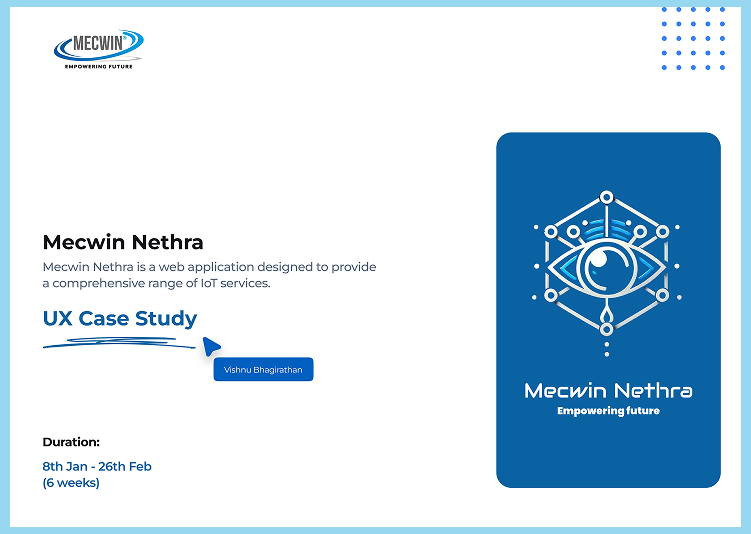 MECWIN®
EMPOWERING FUTURE
Mecwin Nethra
Mecwin Nethra is a web application designed to provide
a comprehensive range of IoT services.
UX Case Study
Vishnu Bhagirathan
Duration:
8th Jan - 26th Feb
(6 weeks)
Mecwin Nethra
Empowering future